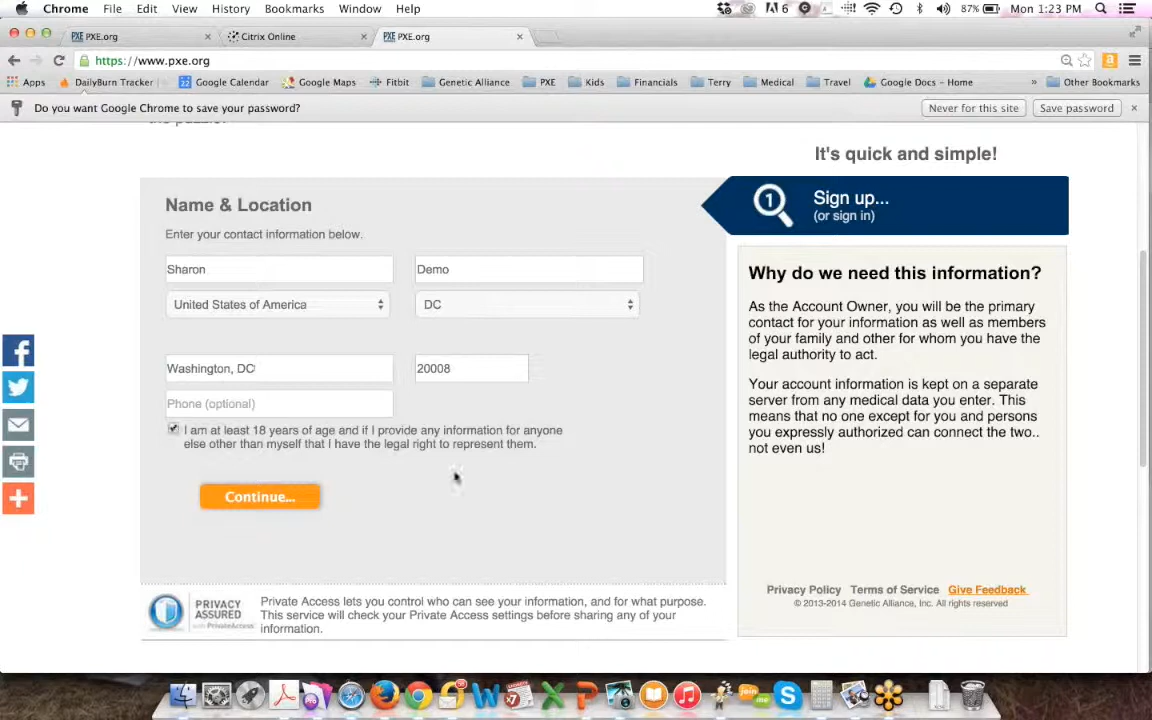 Chrome File Edit View History Bookmarks Window Help 6 87% Mon 1:23 PM
PXE PXE.org × Citrix Online × PXE PXE.org ×
https://www.pxe.org
Apps DailyBurn Tracker 22 Google Calendar Google Maps Fitbit Genetic Alliance PXE Kids Financials Terry Medical Travel Google Docs - Home » Other Bookmarks
Do you want Google Chrome to save your password? Never for this site Save password ×
the puzzle.
It's quick and simple!
Name & Location
Enter your contact information below.
Sharon Demo
United States of America DC
Washington, DC 20008
Phone (optional)
I am at least 18 years of age and if I provide any information for anyone
else other than myself that I have the legal right to represent them.
Continue...
PRIVACY
ASSURED
with PrivateAccess
Private Access lets you control who can see your information, and for what purpose.
This service will check your Private Access settings before sharing any of your
information.
1 Sign up...
(or sign in)
Why do we need this information?
As the Account Owner, you will be the primary
contact for your information as well as members
of your family and other for whom you have the
legal authority to act.
Your account information is kept on a separate
server from any medical data you enter. This
means that no one except for you and persons
you expressly authorized can connect the two..
not even us!
Privacy Policy Terms of Service Give Feedback
© 2013-2014 Genetic Alliance, Inc. All rights reserved